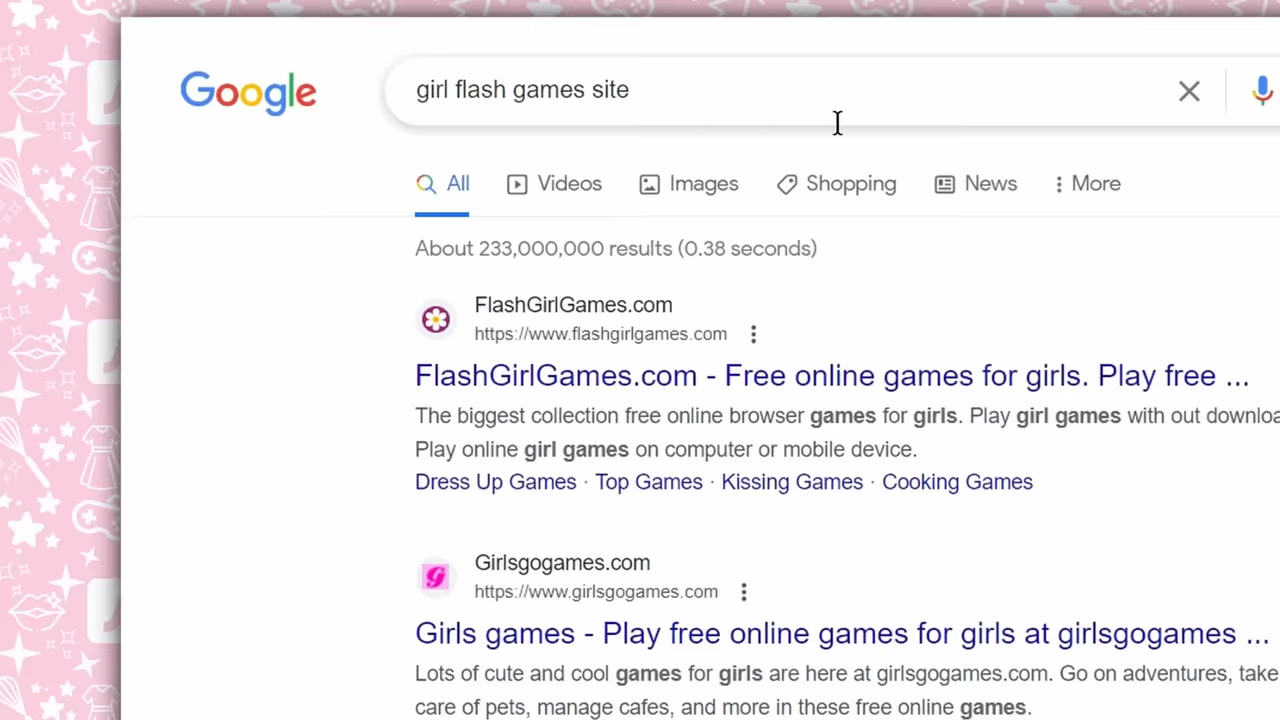 Google
girl flash games site
All Videos Images Shopping News More
About 233,000,000 results (0.38 seconds)
FlashGirlGames.com
https://www.flashgirlgames.com
FlashGirlGames.com - Free online games for girls. Play free ...
The biggest collection free online browser games for girls. Play girl games with out downloa
Play online girl games on computer or mobile device.
Dress Up Games · Top Games · Kissing Games · Cooking Games
Girlsgogames.com
https://www.girlsgogames.com
Girls games - Play free online games for girls at girlsgogames ...
Lots of cute and cool games for girls are here at girlsgogames.com. Go on adventures, take
care of pets, manage cafes, and more in these free online games.